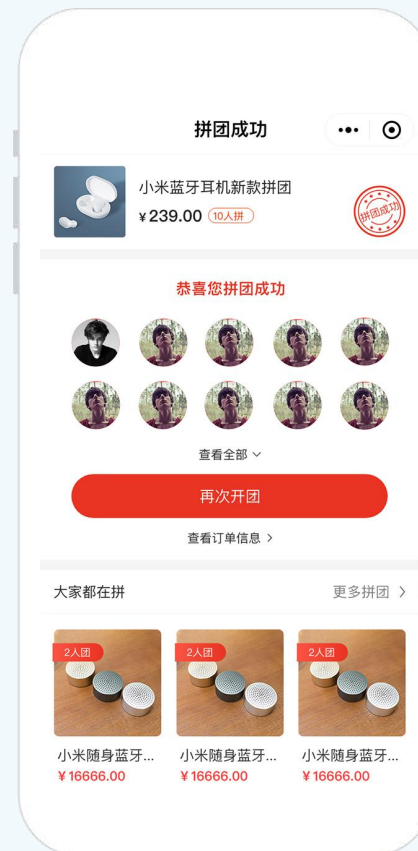 拼团成功
小米蓝牙耳机新款拼团
¥239.00 10人拼
拼团成功
恭喜您拼团成功
查看全部
再次开团
查看订单信息
大家都在拼 更多拼团
2人团 2人团 2人团
小米随身蓝牙... 小米随身蓝牙... 小米随身蓝牙...
¥16666.00 ¥16666.00 ¥16666.00